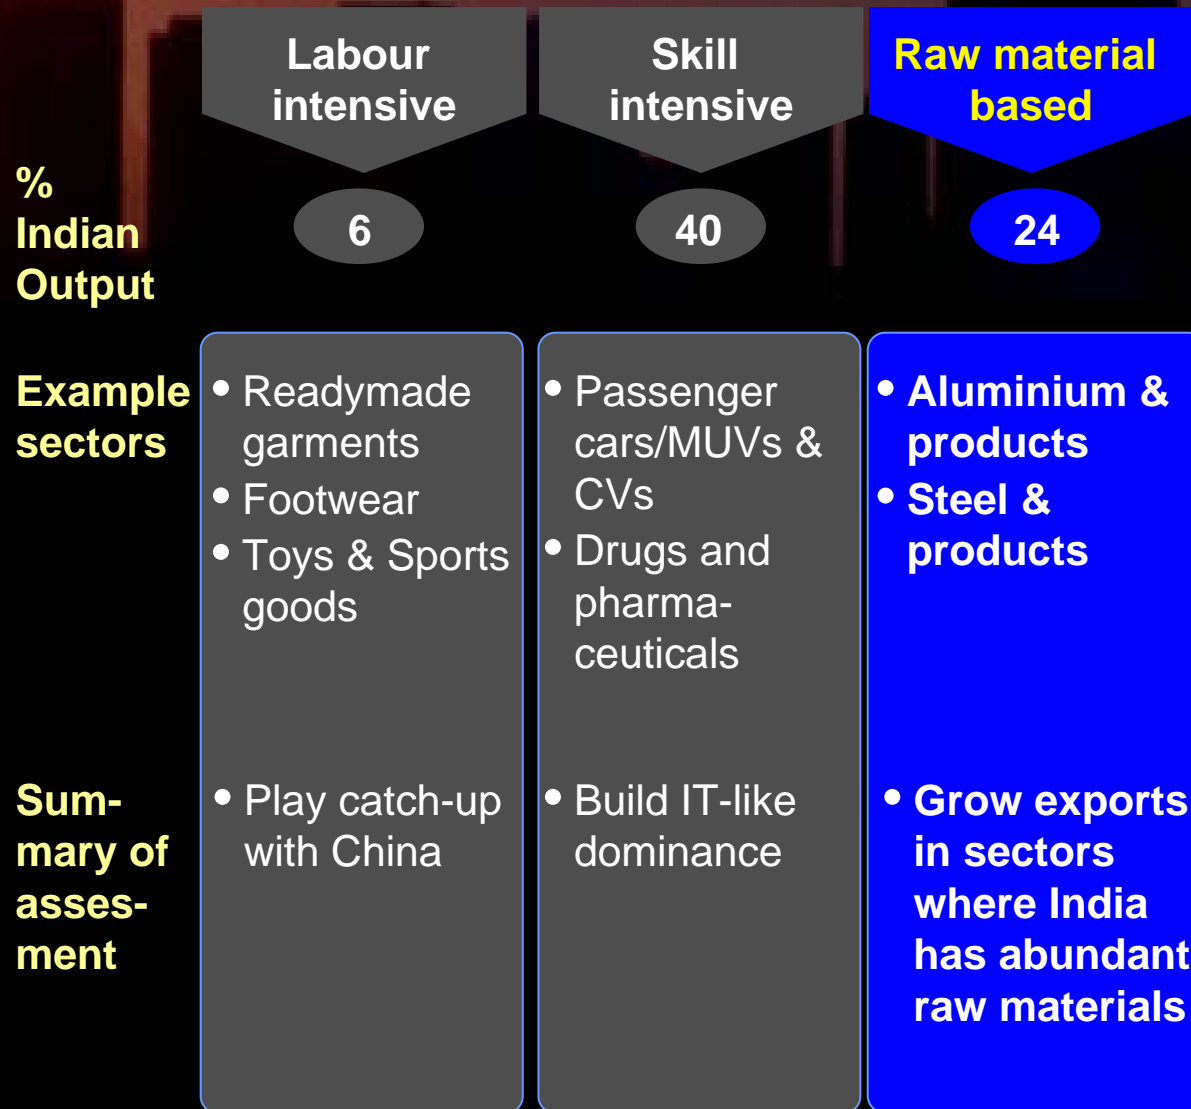 Labour
intensive
Skill
intensive
Raw material
based
%
Indian
Output
6
40
24
Example
sectors
• Readymade
garments
• Footwear
• Toys & Sports
goods
• Passenger
cars/MUVs &
CVs
• Drugs and
pharma-
ceuticals
• Aluminium &
products
• Steel &
products
Sum-
mary of
asses-
ment
• Play catch-up
with China
• Build IT-like
dominance
• Grow exports
in sectors
where India
has abundant
raw materials